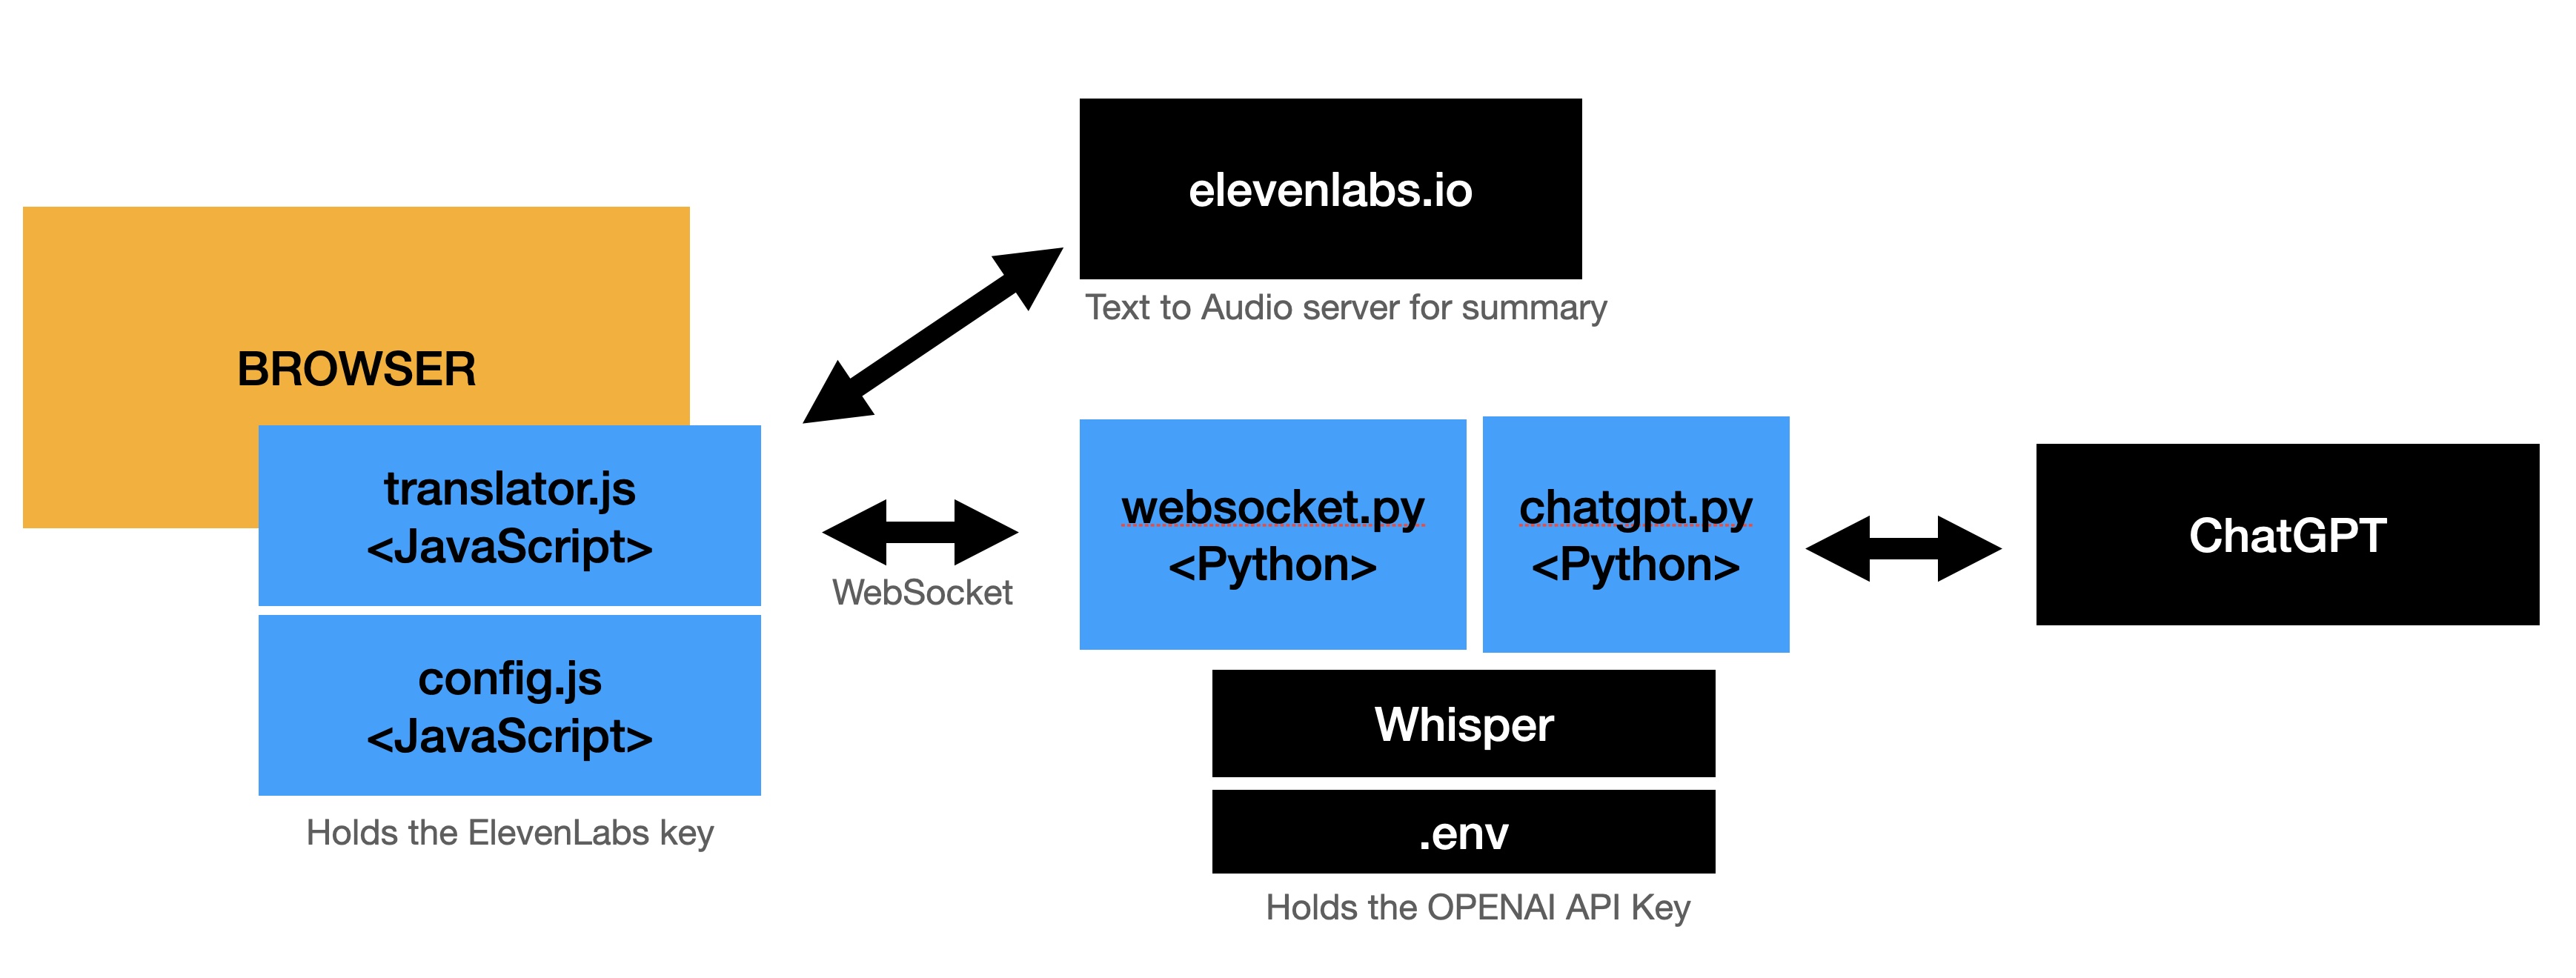 elevenlabs.io
Text to Audio server for summary
BROWSER
translator.js
<JavaScript>
config.js
<JavaScript>
Holds the ElevenLabs key
WebSocket
websocket.py
<Python>
chatgpt.py
<Python>
ChatGPT
Whisper
.env
Holds the OPENAI API Key